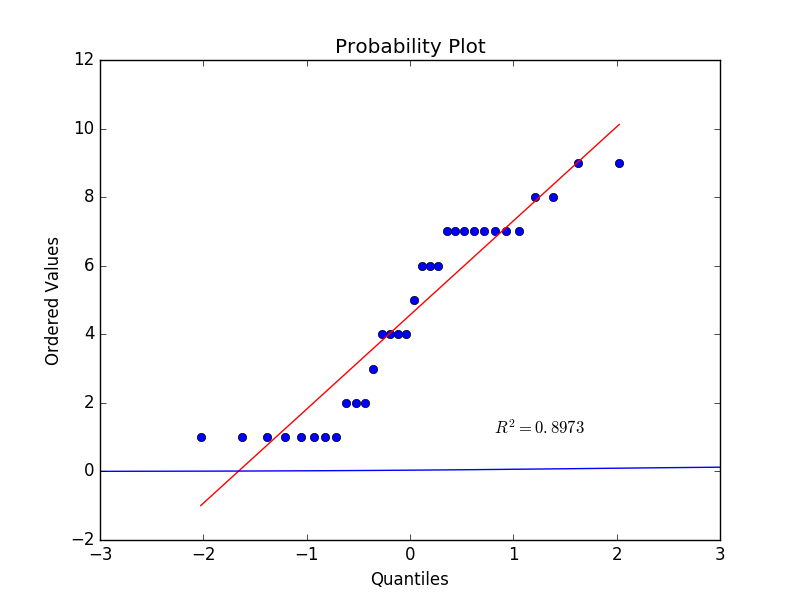 Probability Plot
12
10
8
6
4
2
0
−2
Ordered Values
R² = 0.8973
−3 −2 −1 0 1 2 3
Quantiles